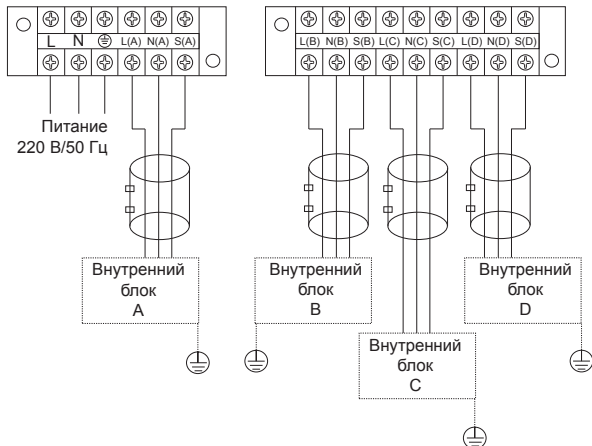 L N L(A) N(A) S(A)
L(B) N(B) S(B) L(C) N(C) S(C) L(D) N(D) S(D)
Питание
220 В/50 Гц
Внутренний
блок
A
Внутренний
блок
B
Внутренний
блок
C
Внутренний
блок
D